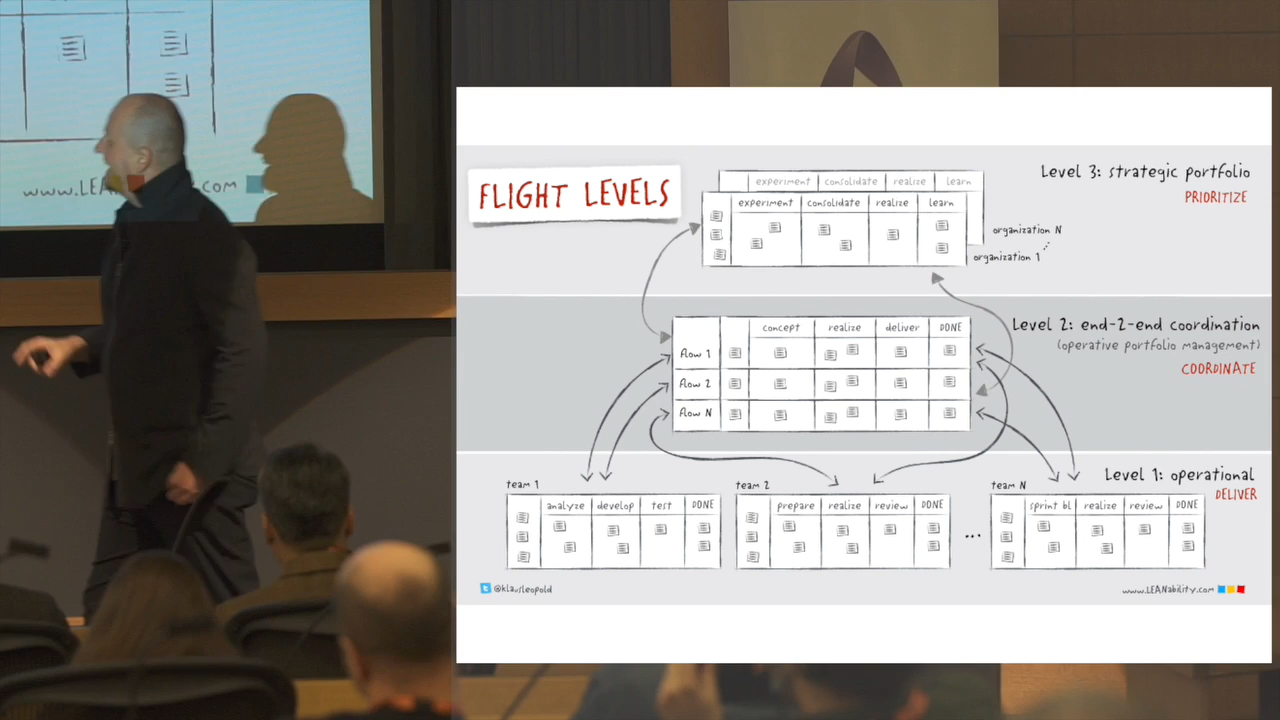 www.LEA
.com
FLIGHT LEVELS
experiment consolidate realize learn
experiment consolidate realize learn
Level 3: strategic portfolio
PRIORITIZE
organization N
organization 1
concept realize deliver DONE
flow 1
flow 2
flow N
Level 2: end-2-end coordination
(operative portfolio management)
COORDINATE
Level 1: operational
DELIVER
team 1
analyze develop test DONE
team 2
prepare realize review DONE
...
team N
sprint bl realize review DONE
@klausleopold
www.LEANability.com